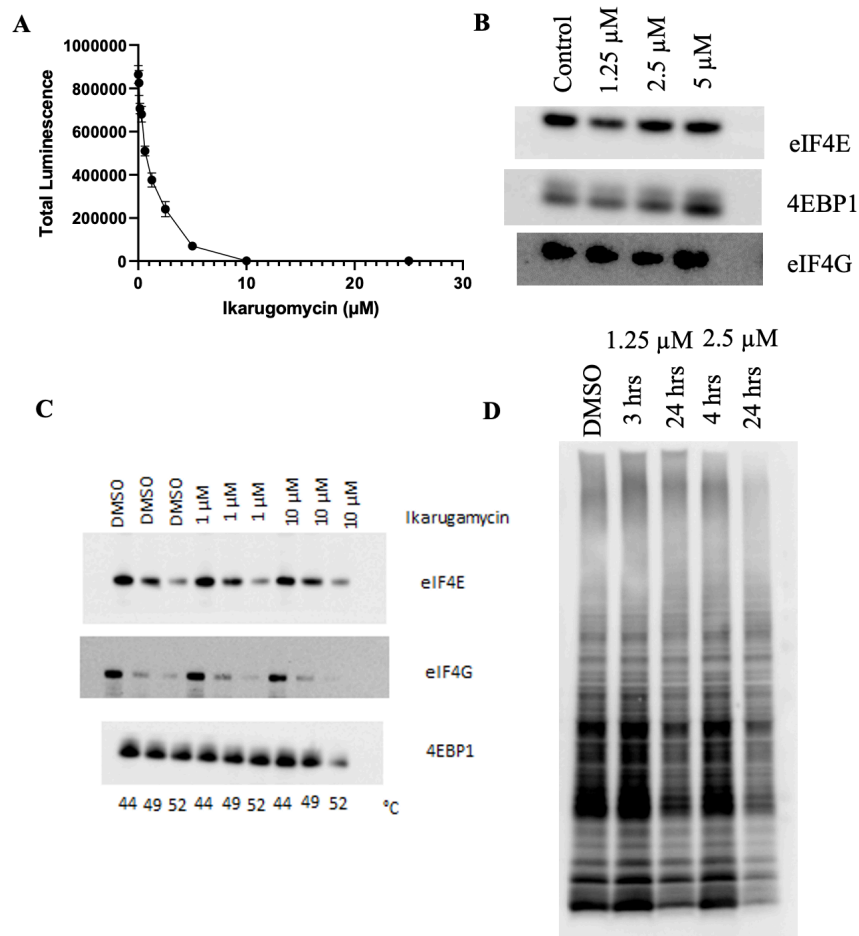 A
1000000
800000
600000
400000
200000
0
Total Luminescence
0 10 20 30
Ikarugomycin (µM)
B
Control 1.25 µM 2.5 µM 5 µM
eIF4E
4EBP1
eIF4G
C
DMSO DMSO DMSO 1 µM 1 µM 1 µM 10 µM 10 µM 10 µM
Ikarugamycin
eIF4E
eIF4G
4EBP1
44 49 52 44 49 52 44 49 52 °C
D
1.25 µM 2.5 µM
DMSO 3 hrs 24 hrs 4 hrs 24 hrs